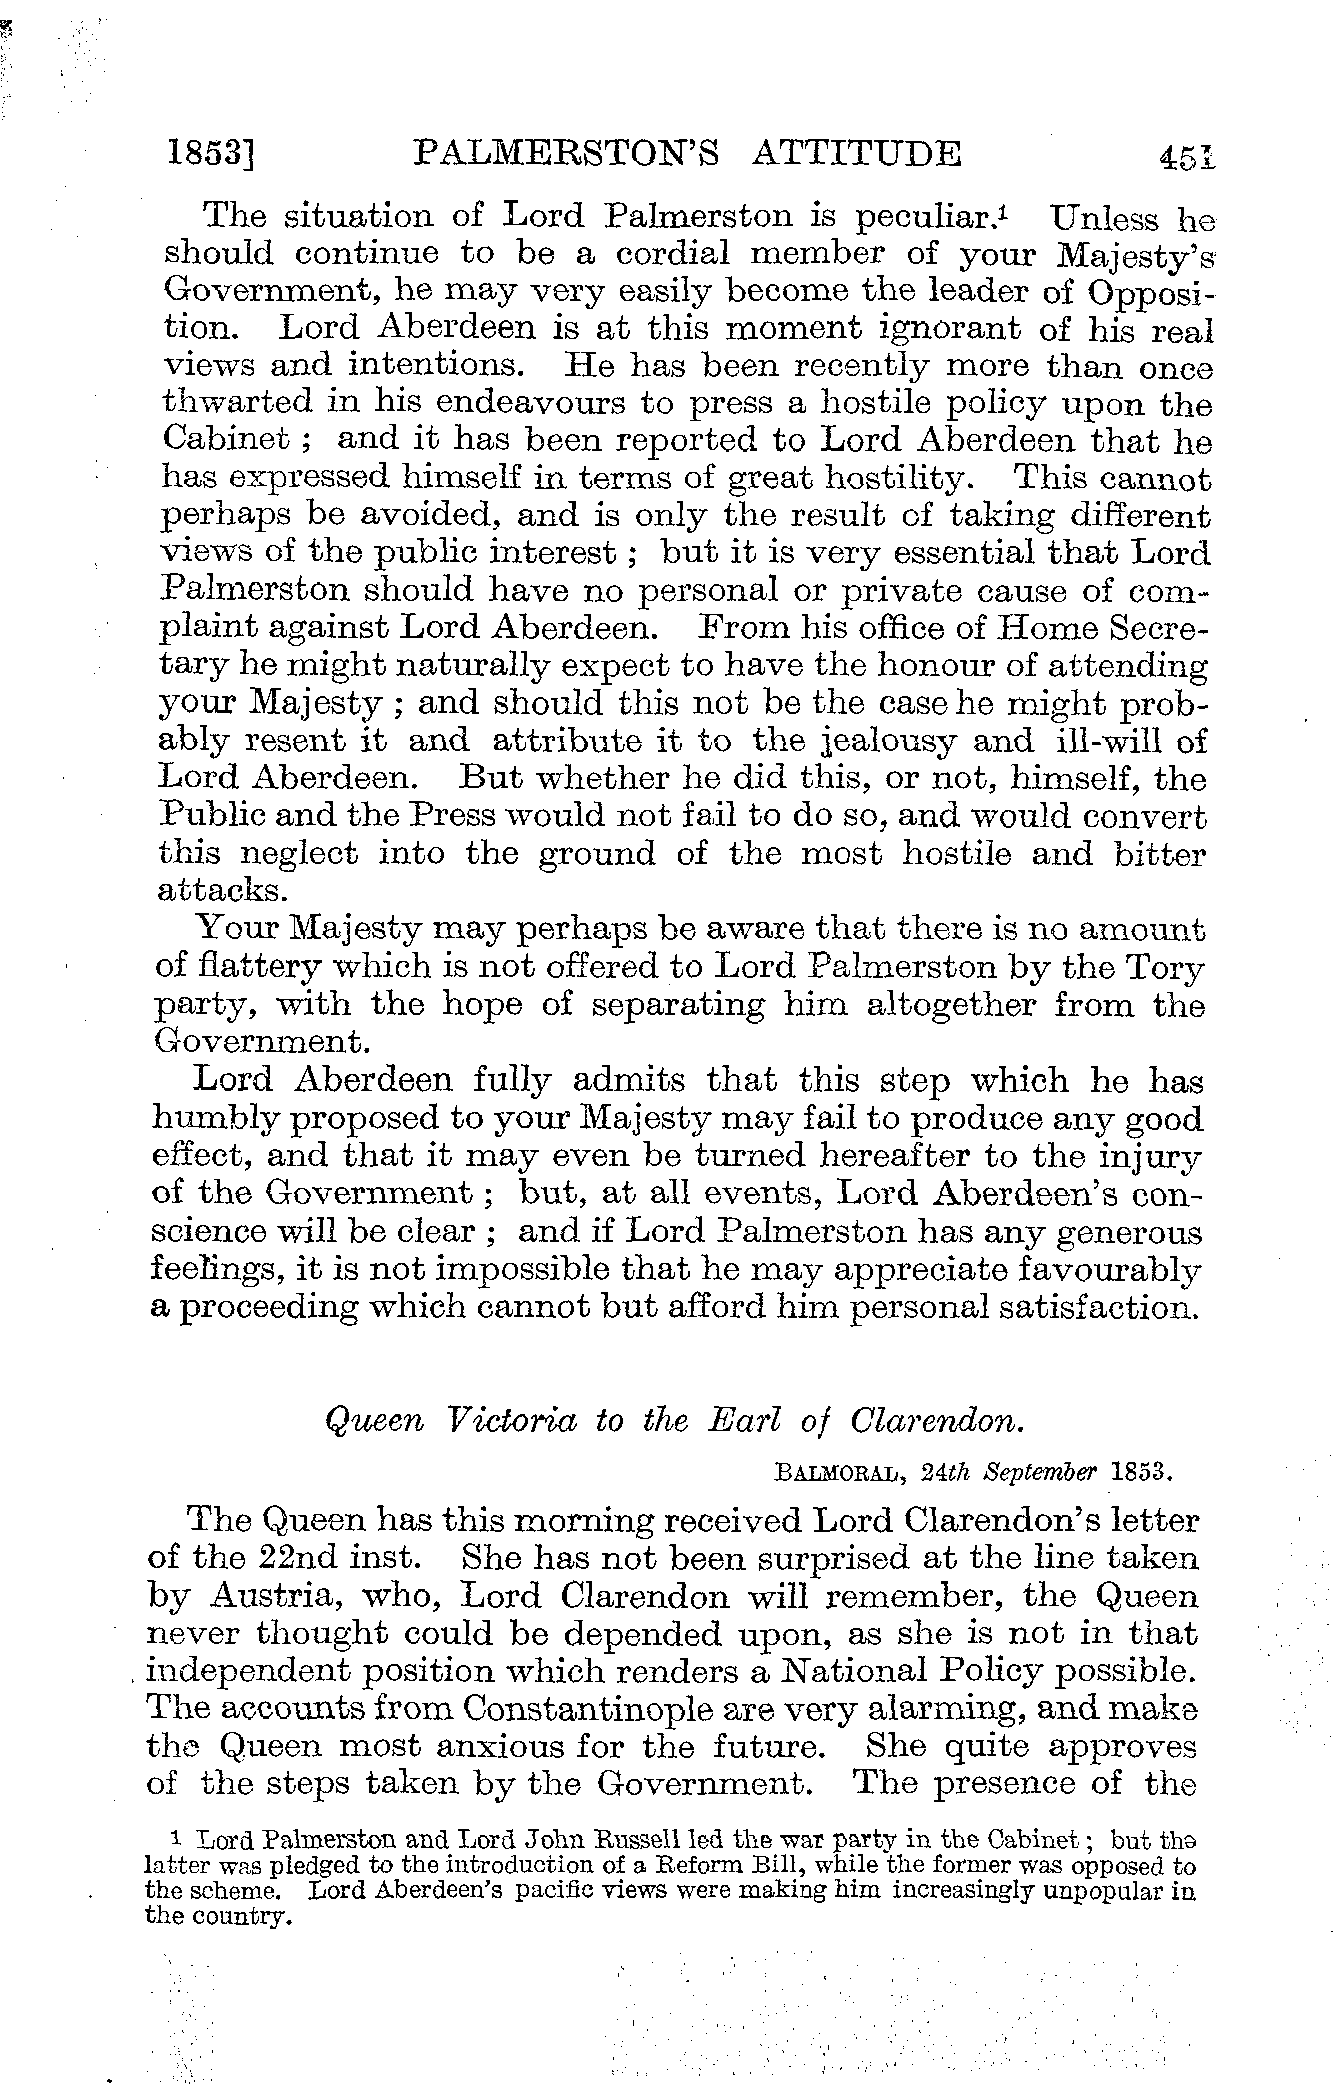 1853] PALMERSTON'S ATTITUDE 451
The situation of Lord Palmerston is peculiar.¹ Unless he
should continue to be a cordial member of your Majesty's
Government, he may very easily become the leader of Opposi-
tion. Lord Aberdeen is at this moment ignorant of his real
views and intentions. He has been recently more than once
thwarted in his endeavours to press a hostile policy upon the
Cabinet ; and it has been reported to Lord Aberdeen that he
has expressed himself in terms of great hostility. This cannot
perhaps be avoided, and is only the result of taking different
views of the public interest ; but it is very essential that Lord
Palmerston should have no personal or private cause of com-
plaint against Lord Aberdeen. From his office of Home Secre-
tary he might naturally expect to have the honour of attending
your Majesty ; and should this not be the case he might prob-
ably resent it and attribute it to the jealousy and ill-will of
Lord Aberdeen. But whether he did this, or not, himself, the
Public and the Press would not fail to do so, and would convert
this neglect into the ground of the most hostile and bitter
attacks.
Your Majesty may perhaps be aware that there is no amount
of flattery which is not offered to Lord Palmerston by the Tory
party, with the hope of separating him altogether from the
Government.
Lord Aberdeen fully admits that this step which he has
humbly proposed to your Majesty may fail to produce any good
effect, and that it may even be turned hereafter to the injury
of the Government ; but, at all events, Lord Aberdeen's con-
science will be clear ; and if Lord Palmerston has any generous
feelings, it is not impossible that he may appreciate favourably
a proceeding which cannot but afford him personal satisfaction.
Queen Victoria to the Earl of Clarendon.
BALMORAL, 24th September 1853.
The Queen has this morning received Lord Clarendon's letter
of the 22nd inst. She has not been surprised at the line taken
by Austria, who, Lord Clarendon will remember, the Queen
never thought could be depended upon, as she is not in that
independent position which renders a National Policy possible.
The accounts from Constantinople are very alarming, and make
the Queen most anxious for the future. She quite approves
of the steps taken by the Government. The presence of the
1 Lord Palmerston and Lord John Russell led the war party in the Cabinet ; but the
latter was pledged to the introduction of a Reform Bill, while the former was opposed to
the scheme. Lord Aberdeen's pacific views were making him increasingly unpopular in
the country.